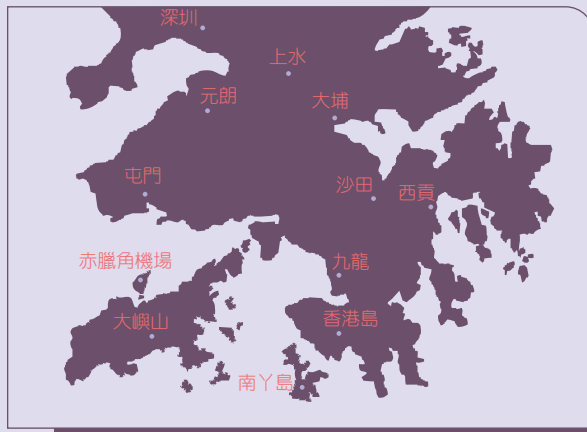 深圳
上水
元朗
大埔
屯門
沙田
西貢
赤鱲角機場
九龍
大嶼山
香港島
南丫島